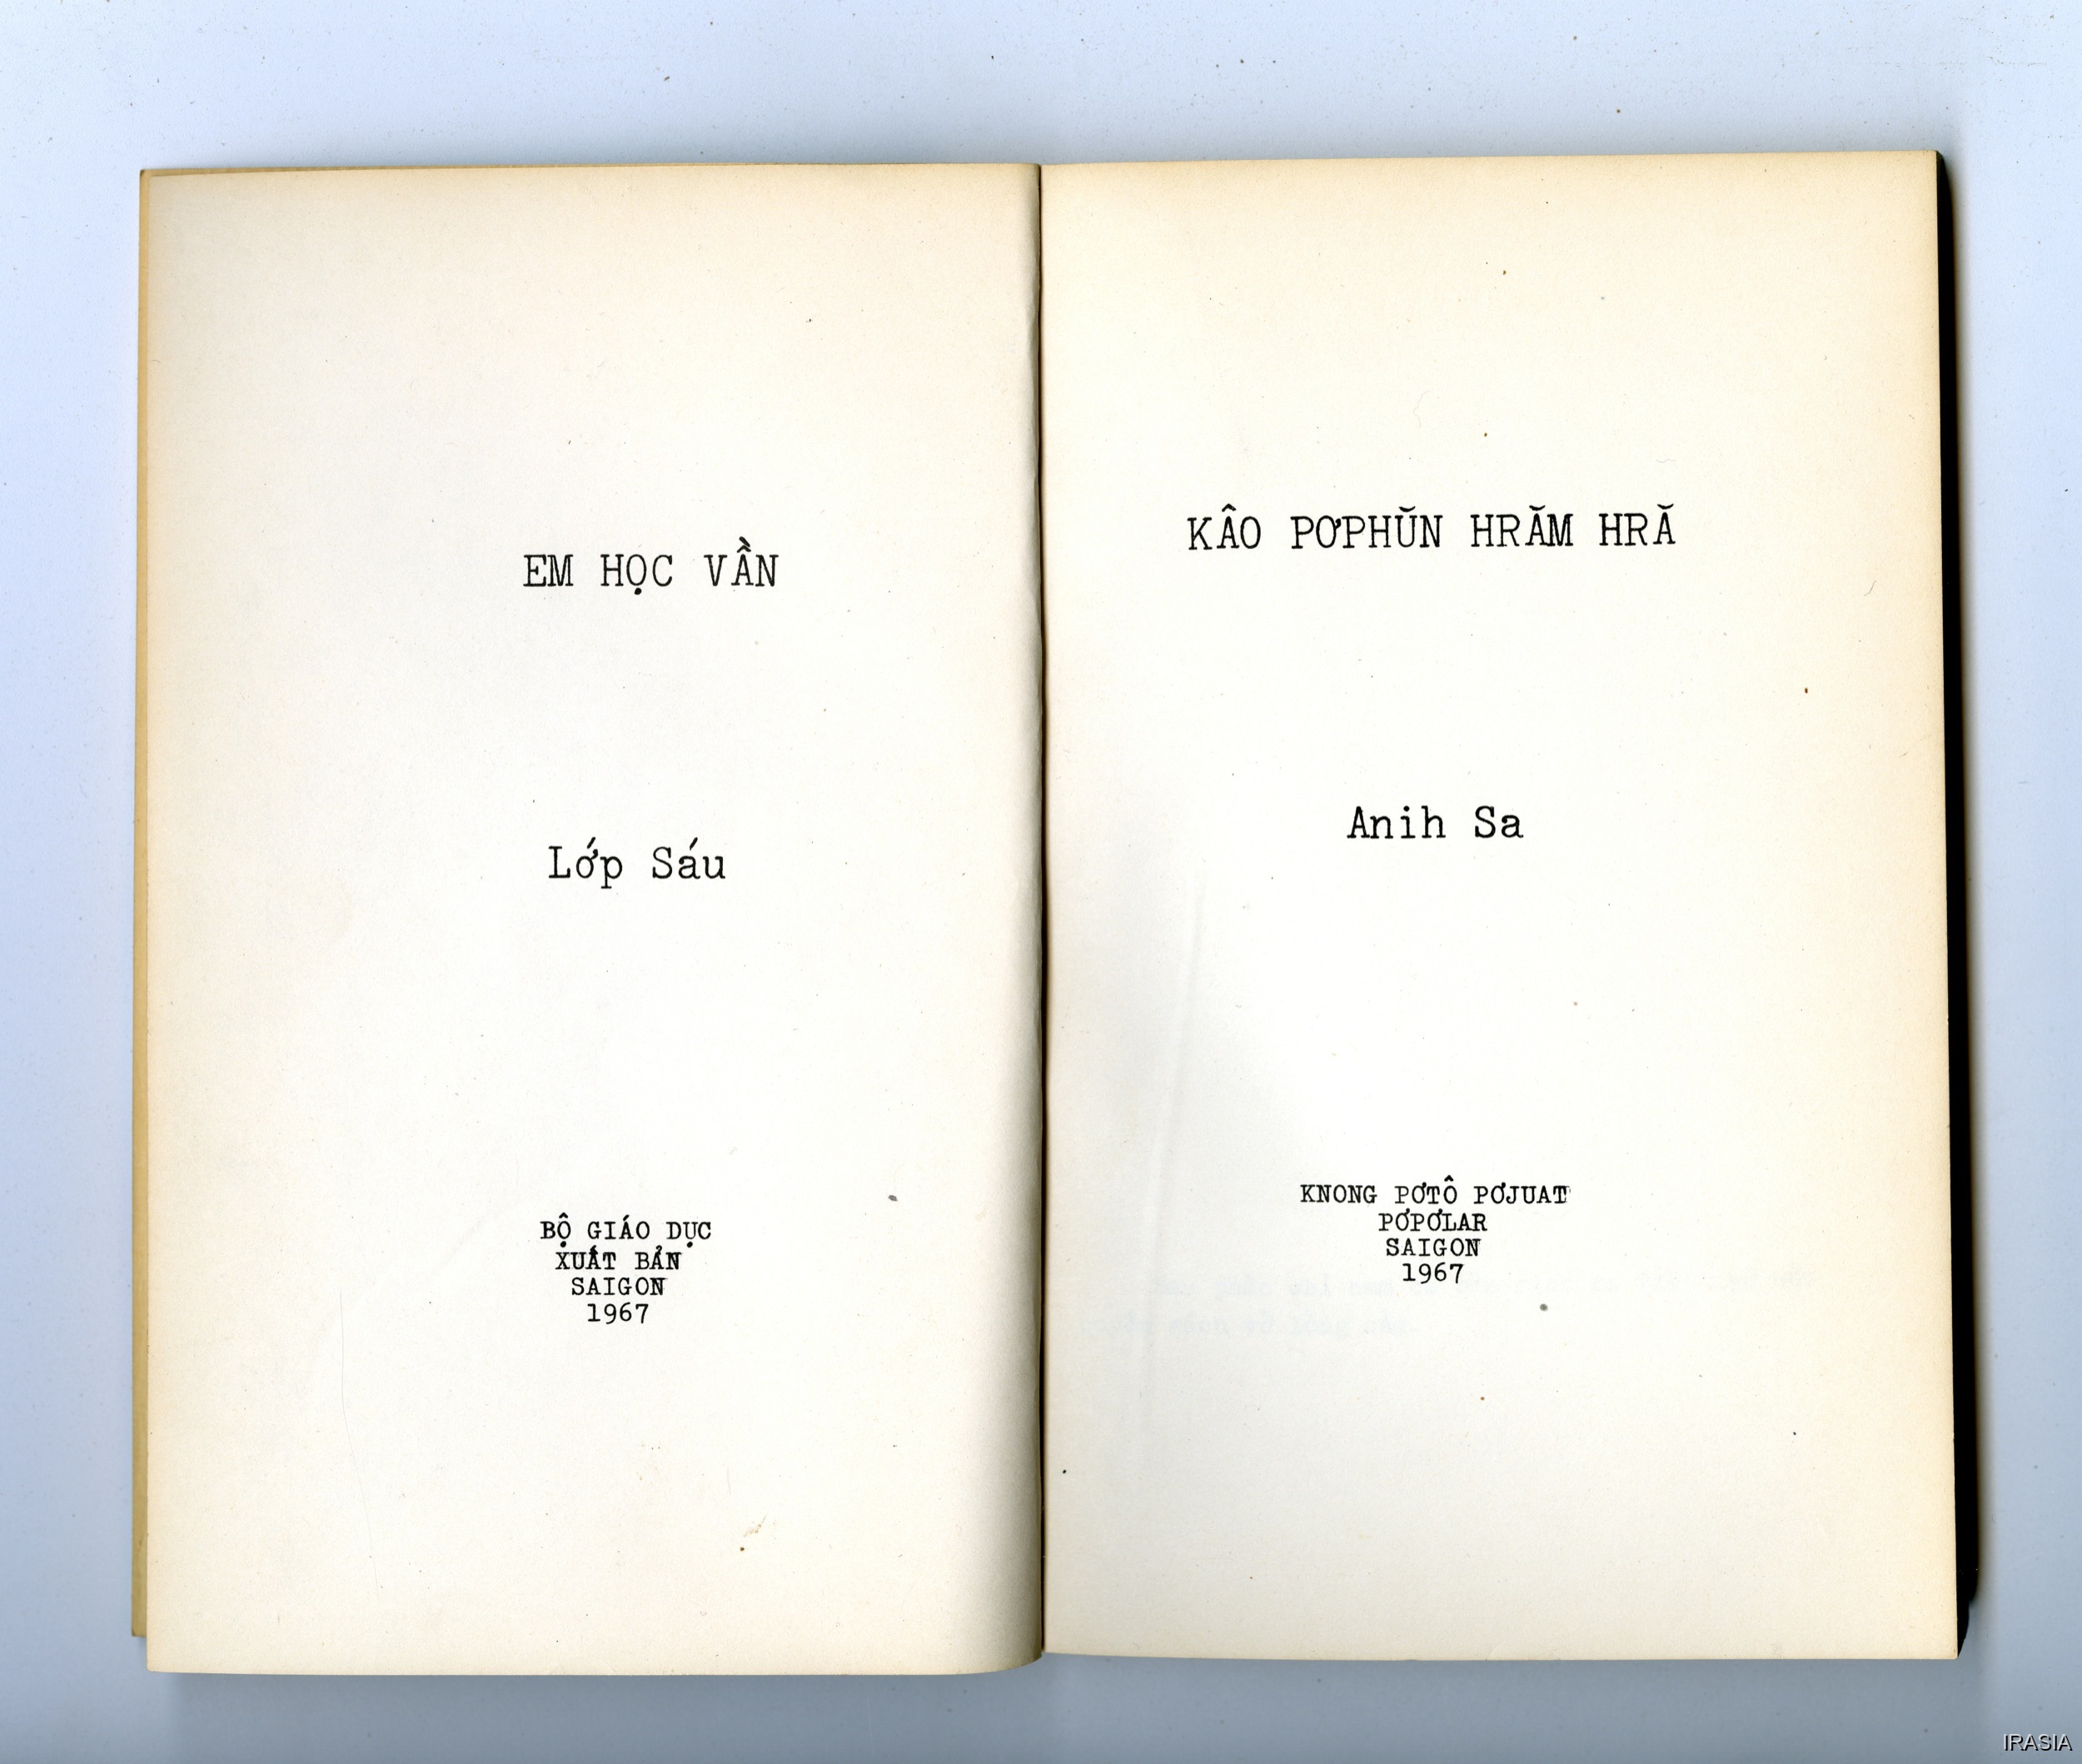 EM HỌC VẦN
Lớp Sáu
BỘ GIÁO DỤC
XUẤT BẢN
SAIGON
1967
KÂO PƠPHŬN HRĂM HRĂ
Anih Sa
KNONG PƠTÔ PƠJUAT
PƠPƠLAR
SAIGON
1967
IRASIA